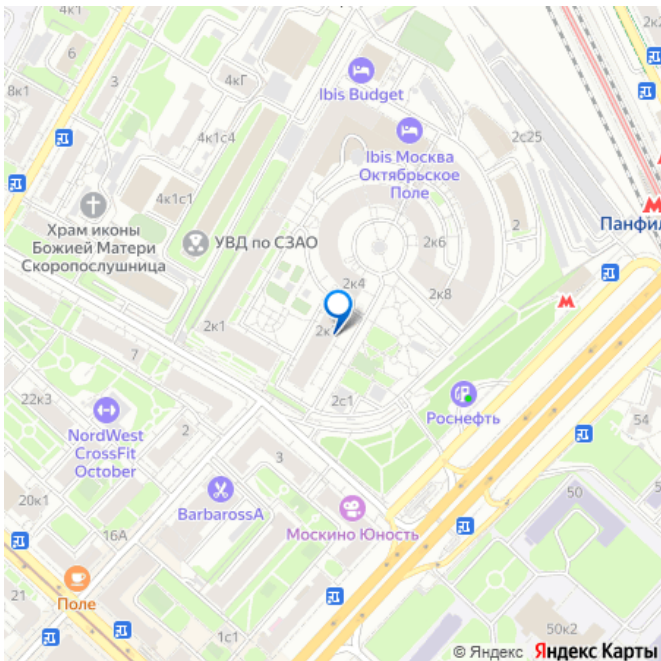 4к1
6
3
8к1
4кГ
Ibis Budget
2к2
4к1с4
Ibis Москва
Октябрьское
Поле
2с25
4к1с1
Храм иконы
Божией Матери
Скоропослушница
УВД по СЗАО
2к6
2
Панфил
2к4
2к8
2к1
2к
7
22к3
2с1
Роснефть
NordWest
CrossFit
October
2
3
54
20к1
16А
BarbarossА
Москино Юность
50
21
Поле
1с1
50к2
© Яндекс Яндекс Карты